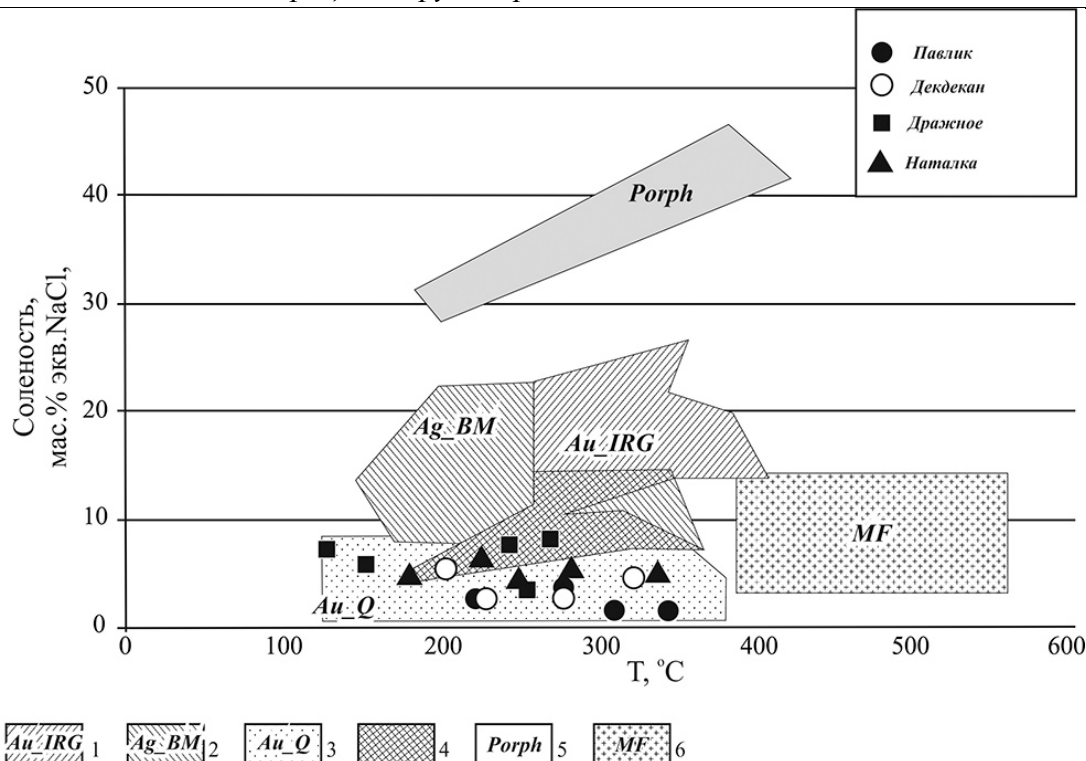 50
40
30
20
10
0
Соленость,
мас.% экв.NaCl,
0 100 200 300 400 500 600
T, °C
Павлик
Декдекан
Дражное
Наталка
Porph
Ag_BM
Au_IRG
MF
Au_Q
Au_IRG 1 Ag_BM 2 Au_Q 3 4 Porph 5 MF 6